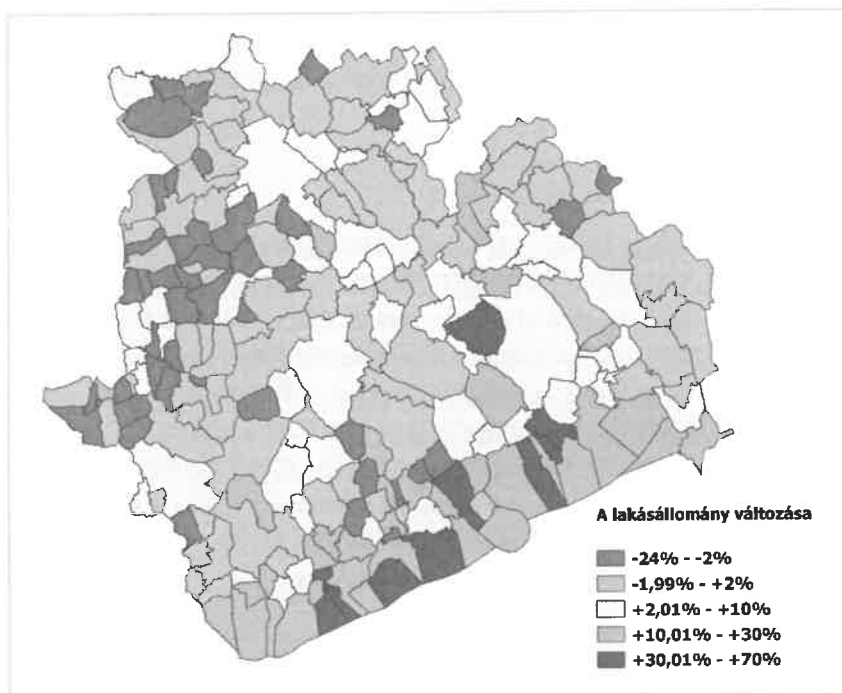 A lakásállomány változása
-24% - -2%
-1,99% - +2%
+2,01% - +10%
+10,01% - +30%
+30,01% - +70%